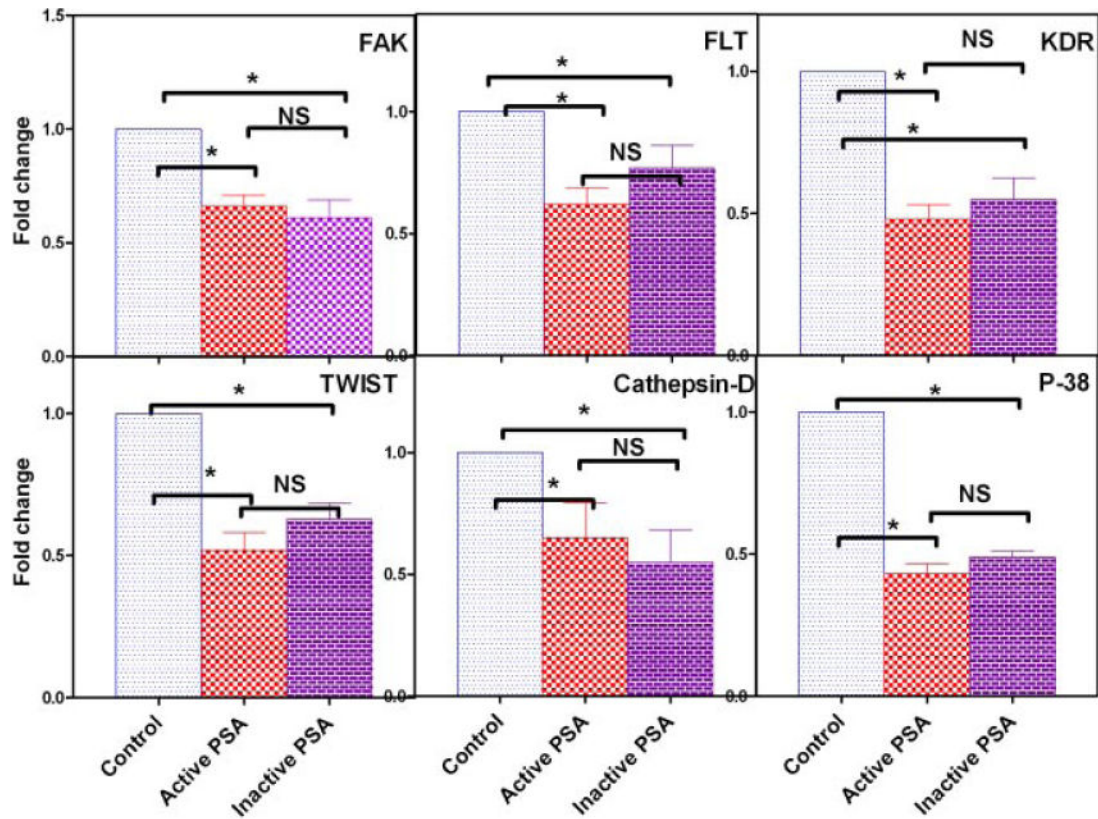 FAK
Fold change
1.5
1.0
0.5
0.0
*
NS
*
FLT
1.0
0.5
0.0
*
*
NS
KDR
1.0
0.5
0.0
NS
*
*
TWIST
Fold change
1.0
0.5
0.0
*
*
NS
Control
Active PSA
Inactive PSA
Cathepsin-D
1.0
0.5
0.0
*
NS
*
Control
Active PSA
Inactive PSA
P-38
1.0
0.5
0.0
*
NS
*
Control
Active PSA
Inactive PSA